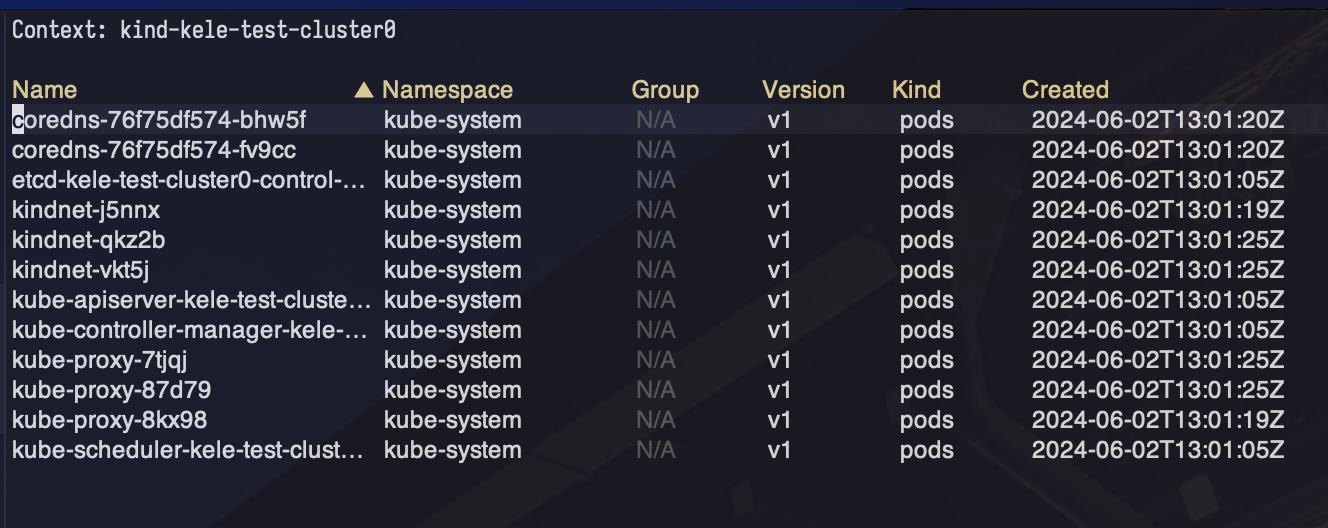 Context: kind-kele-test-cluster0
Name ▲ Namespace Group Version Kind Created
coredns-76f75df574-bhw5f kube-system N/A v1 pods 2024-06-02T13:01:20Z
coredns-76f75df574-fv9cc kube-system N/A v1 pods 2024-06-02T13:01:20Z
etcd-kele-test-cluster0-control-… kube-system N/A v1 pods 2024-06-02T13:01:05Z
kindnet-j5nnx kube-system N/A v1 pods 2024-06-02T13:01:19Z
kindnet-qkz2b kube-system N/A v1 pods 2024-06-02T13:01:25Z
kindnet-vkt5j kube-system N/A v1 pods 2024-06-02T13:01:25Z
kube-apiserver-kele-test-cluste… kube-system N/A v1 pods 2024-06-02T13:01:05Z
kube-controller-manager-kele-… kube-system N/A v1 pods 2024-06-02T13:01:05Z
kube-proxy-7tjqj kube-system N/A v1 pods 2024-06-02T13:01:25Z
kube-proxy-87d79 kube-system N/A v1 pods 2024-06-02T13:01:25Z
kube-proxy-8kx98 kube-system N/A v1 pods 2024-06-02T13:01:19Z
kube-scheduler-kele-test-clust… kube-system N/A v1 pods 2024-06-02T13:01:05Z